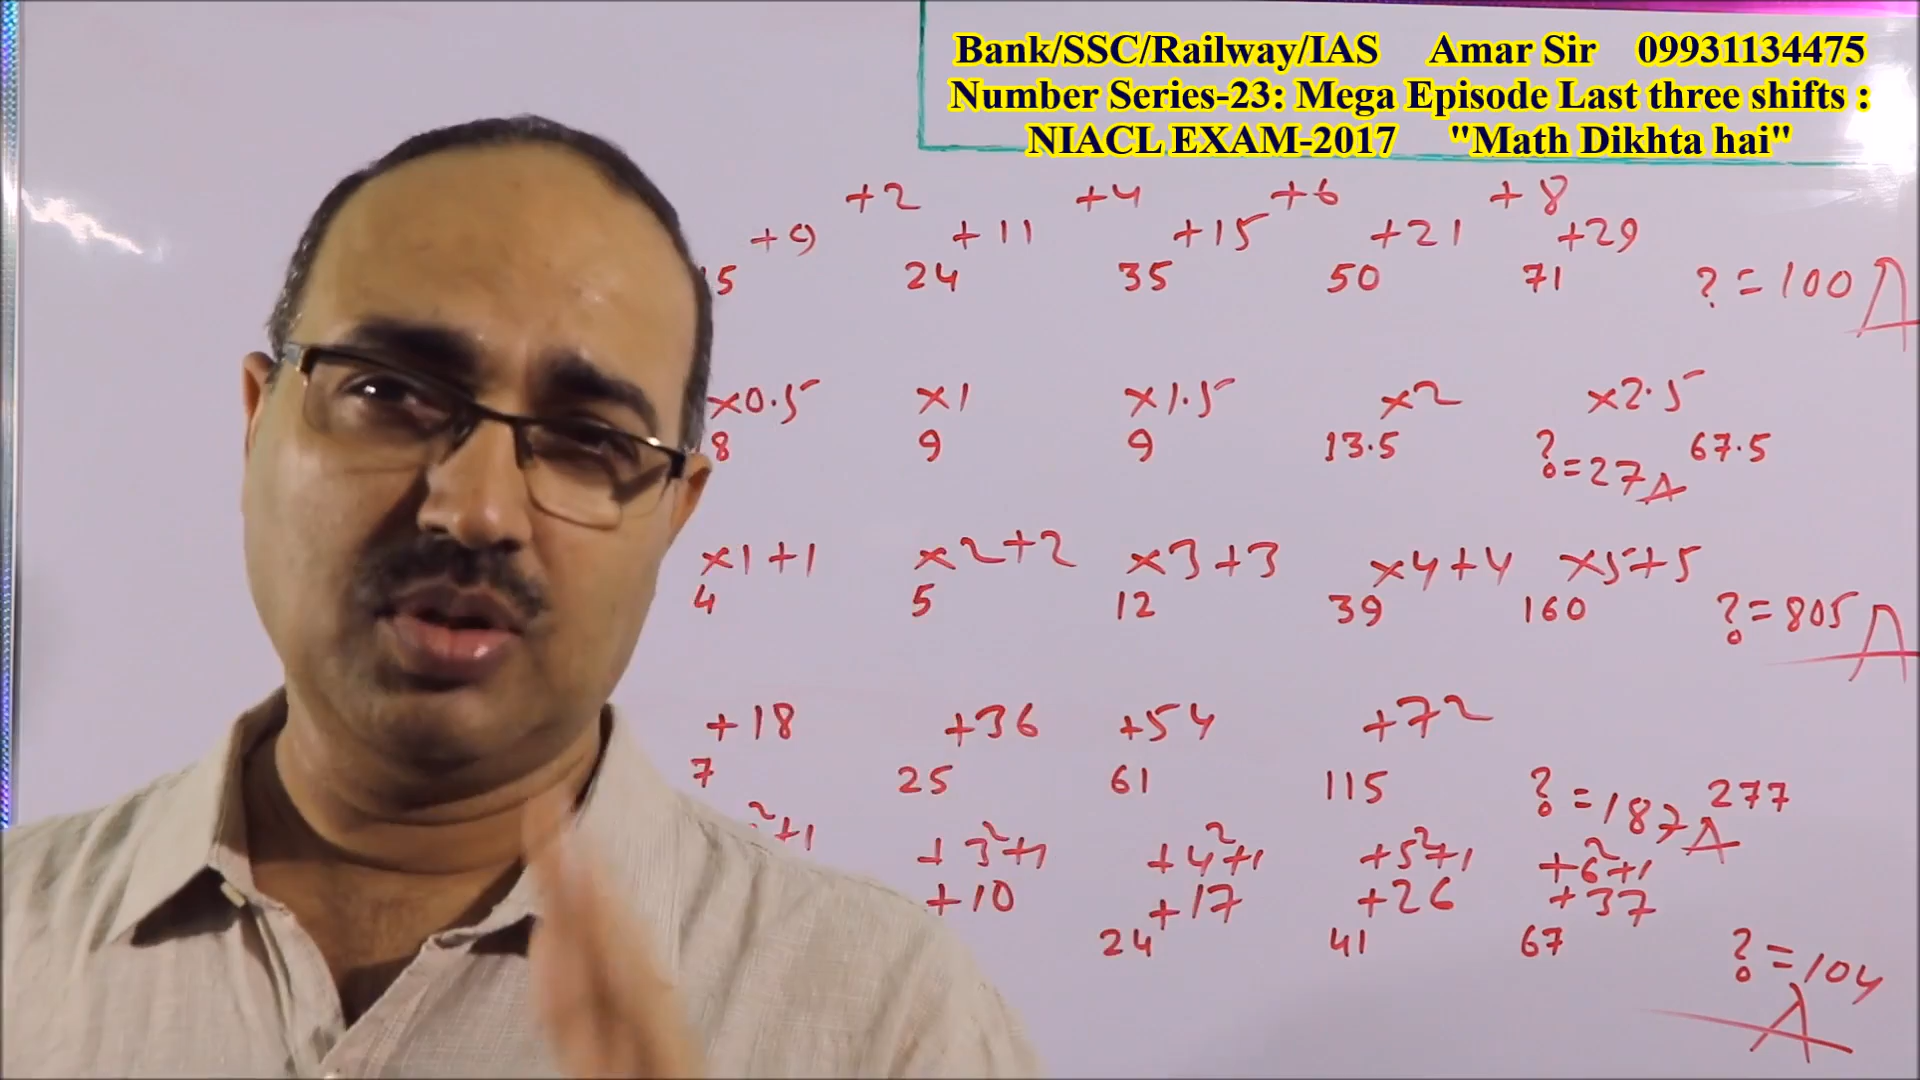 Bank/SSC/Railway/IAS Amar Sir 09931134475
Number Series-23: Mega Episode Last three shifts :
NIACL EXAM-2017 "Math Dikhta hai"
+2 +4 +6 +8
+9 +11 +15 +21 +29
15 24 35 50 71 ? = 100 A
×0.5 ×1 ×1.5 ×2 ×2.5
8 9 9 13.5 ? = 27 A 67.5
×1+1 ×2+2 ×3+3 ×4+4 ×5+5
4 5 12 39 160 ? = 805 A
+18 +36 +54 +72
7 25 61 115 ? = 187 A 277
²+1 +3²+1 +4²+1 +5²+1 +6²+1
+10 +17 +26 +37
24 41 67 ? = 104
A